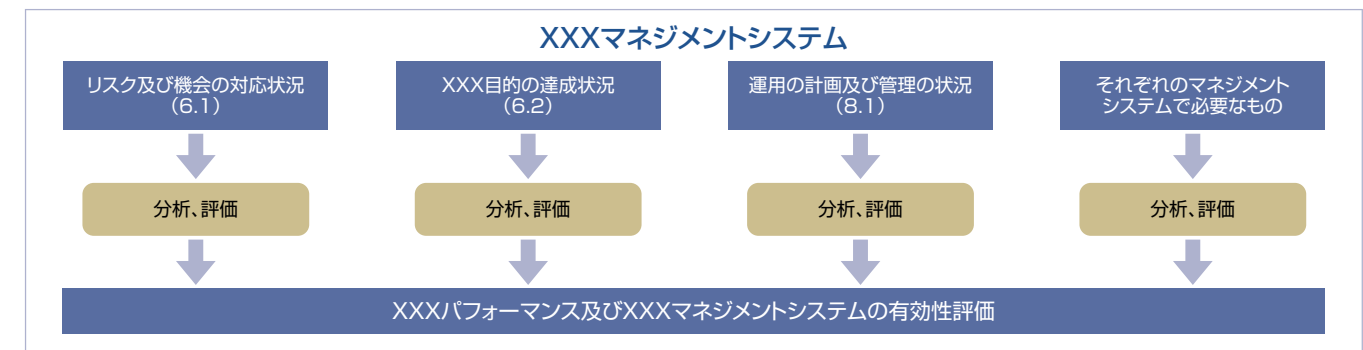 XXXマネジメントシステム
リスク及び機会の対応状況
（6.1）
XXX目的の達成状況
（6.2）
運用の計画及び管理の状況
（8.1）
それぞれのマネジメント
システムで必要なもの
分析、評価
分析、評価
分析、評価
分析、評価
XXXパフォーマンス及びXXXマネジメントシステムの有効性評価